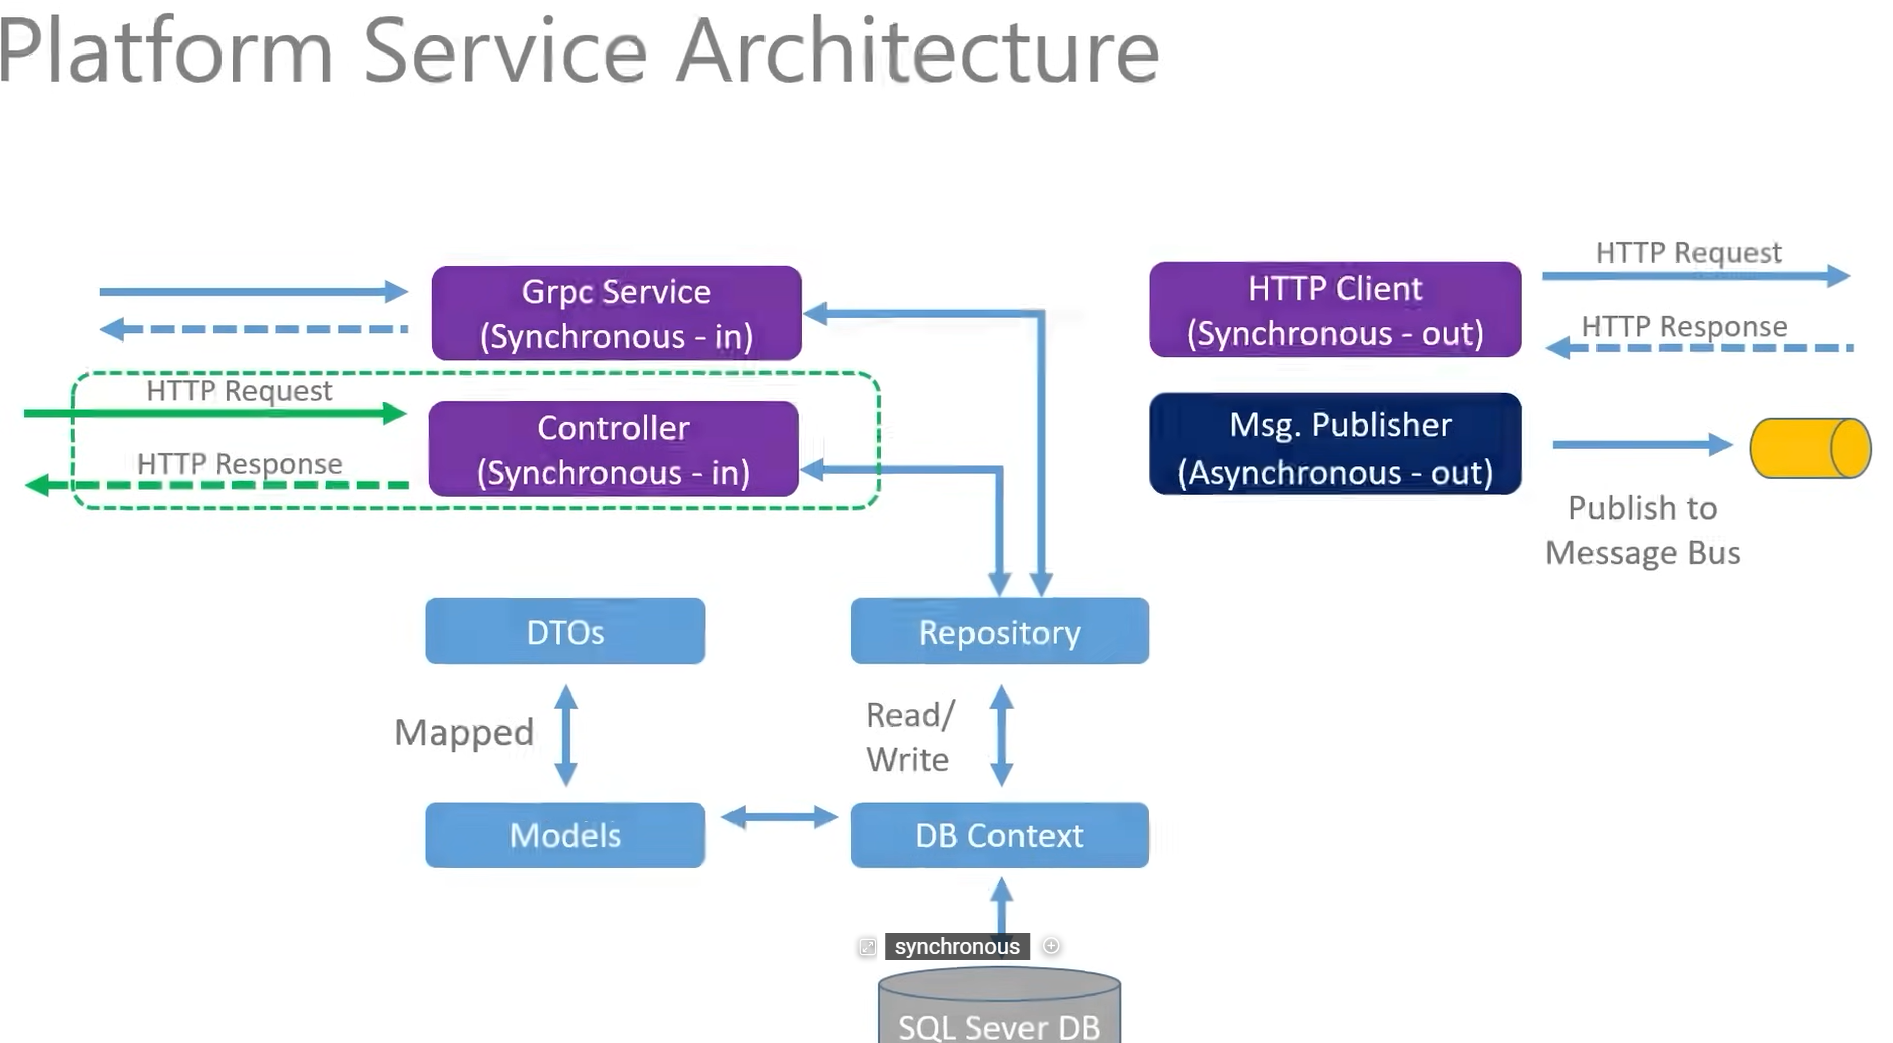 Platform Service Architecture
Grpc Service
(Synchronous - in)
HTTP Request
HTTP Response
Controller
(Synchronous - in)
HTTP Client
(Synchronous - out)
HTTP Request
HTTP Response
Msg. Publisher
(Asynchronous - out)
Publish to
Message Bus
DTOs
Repository
Mapped
Read/
Write
Models
DB Context
synchronous
SQL Sever DB